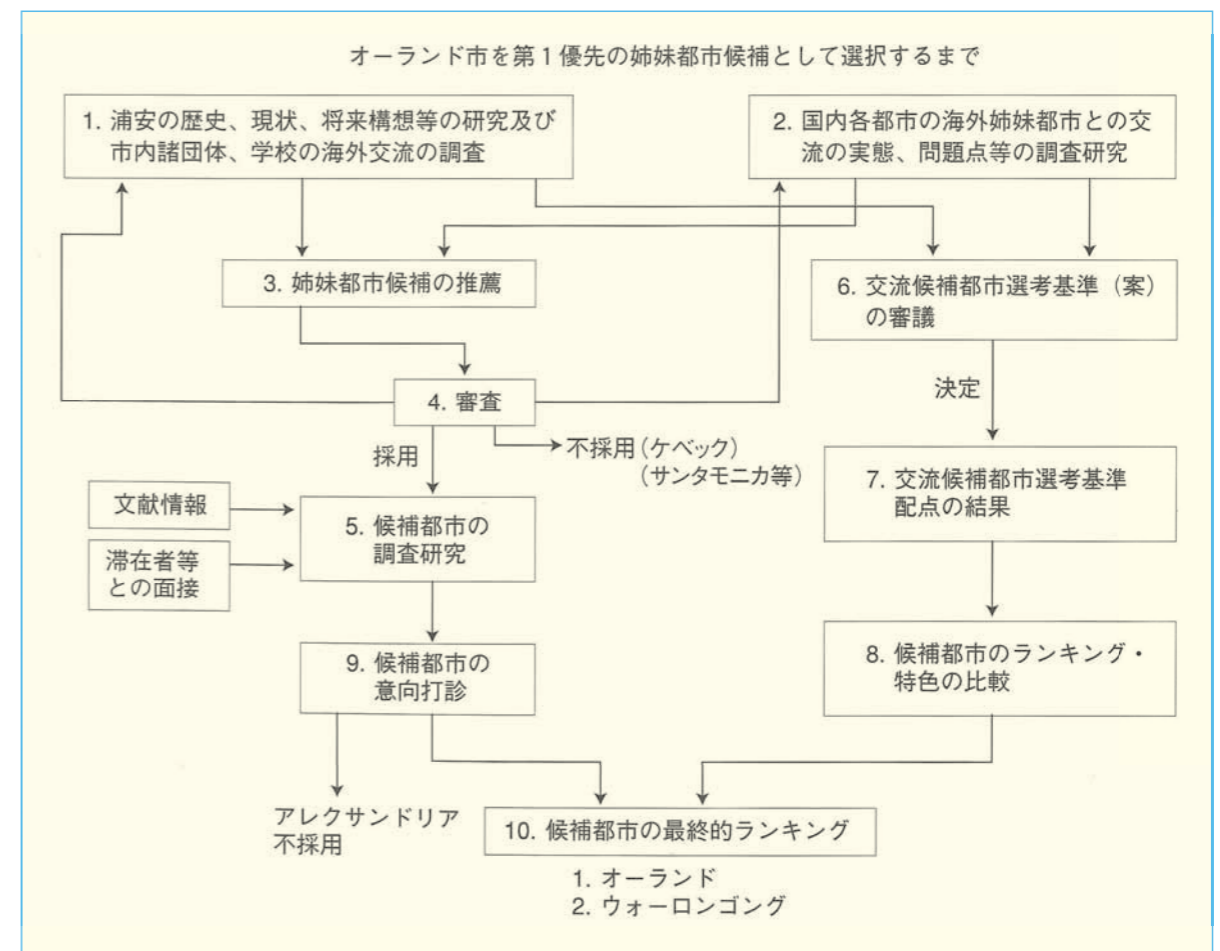 オーランド市を第1優先の姉妹都市候補として選択するまで
1. 浦安の歴史、現状、将来構想等の研究及び
市内諸団体、学校の海外交流の調査
2. 国内各都市の海外姉妹都市との交
流の実態、問題点等の調査研究
3. 姉妹都市候補の推薦
6. 交流候補都市選考基準（案）
の審議
4. 審査
決定
採用
不採用（ケベック）
（サンタモニカ等）
7. 交流候補都市選考基準
配点の結果
文献情報
5. 候補都市の
調査研究
滞在者等
との面接
8. 候補都市のランキング・
特色の比較
9. 候補都市の
意向打診
アレクサンドリア
不採用
10. 候補都市の最終的ランキング
1. オーランド
2. ウォーロンゴング